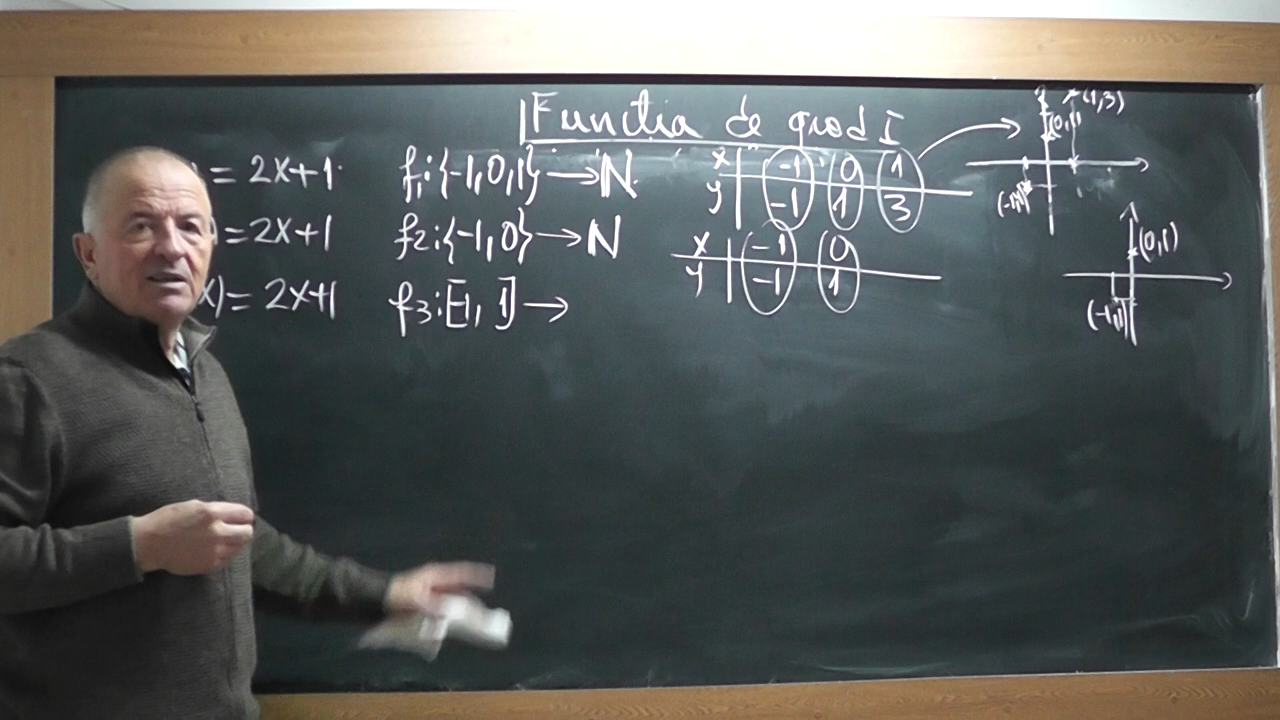 Functia de grad I
= 2x+1 f₁:{-1,0,1}→N
x | -1 0 1
y | -1 1 3
(1,3)
(0,1)
(-1,-1)
= 2x+1 f₂:{-1,0}→N
x | -1 0
y | -1 1
(0,1)
(-1,-1)
x) = 2x+1 f₃:[-1, 1]→